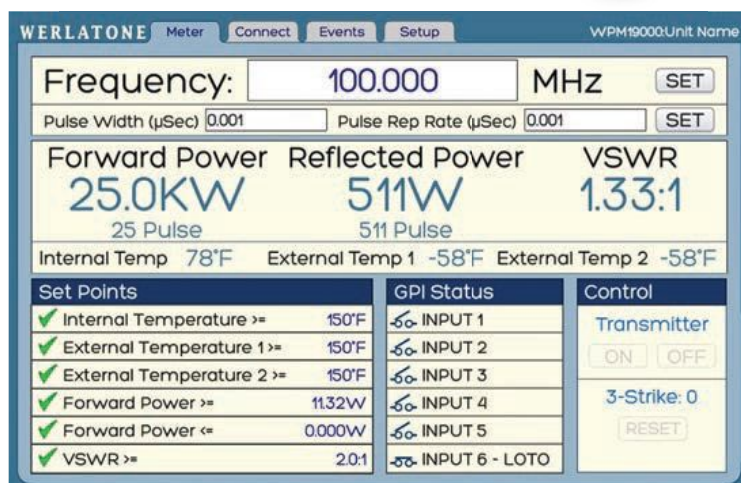 WERLATONE Meter Connect Events Setup WPM19000:Unit Name
Frequency: 100.000 MHz SET
Pulse Width (µSec) 0.001 Pulse Rep Rate (µSec) 0.001 SET
Forward Power Reflected Power VSWR
25.0KW 511W 1.33:1
25 Pulse 511 Pulse
Internal Temp 78°F External Temp 1 -58°F External Temp 2 -58°F
Set Points GPI Status Control
Internal Temperature >= 150°F INPUT 1 Transmitter
External Temperature 1 >= 150°F INPUT 2 ON OFF
External Temperature 2 >= 150°F INPUT 3
Forward Power >= 11.32W INPUT 4 3-Strike: 0
Forward Power <= 0.000W INPUT 5 RESET
VSWR >= 2.0:1 INPUT 6 - LOTO